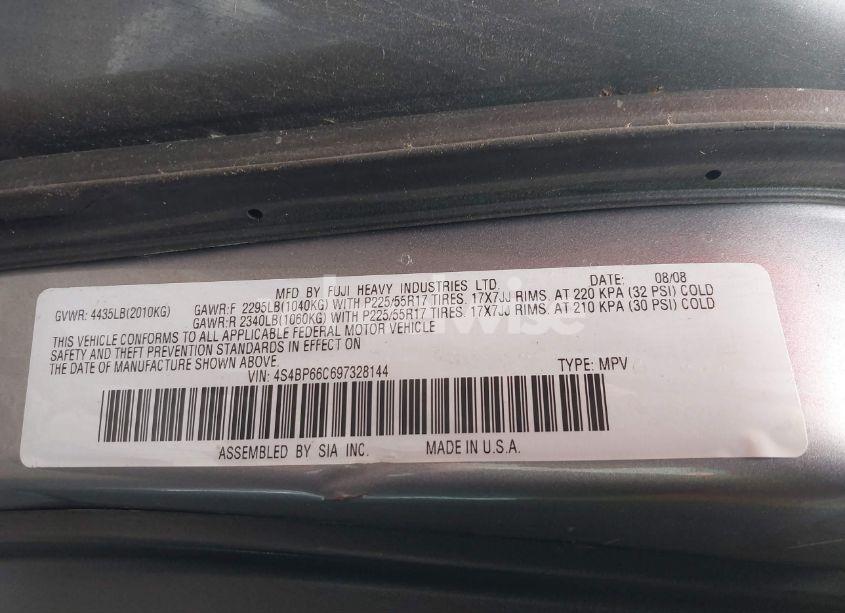 MFD BY FUJI HEAVY INDUSTRIES LTD. DATE: 08/08
GVWR: 4435LB(2010KG) GAWR:F 2295LB(1040KG) WITH P225/55R17 TIRES. 17X7JJ RIMS. AT 220 KPA (32 PSI) COLD
GAWR:R 2340LB(1060KG) WITH P225/55R17 TIRES. 17X7JJ RIMS. AT 210 KPA (30 PSI) COLD
THIS VEHICLE CONFORMS TO ALL APPLICABLE FEDERAL MOTOR VEHICLE
SAFETY AND THEFT PREVENTION STANDARDS IN EFFECT ON
THE DATE OF MANUFACTURE SHOWN ABOVE.
VIN: 4S4BP66C697328144 TYPE: MPV
ASSEMBLED BY SIA INC. MADE IN U.S.A.